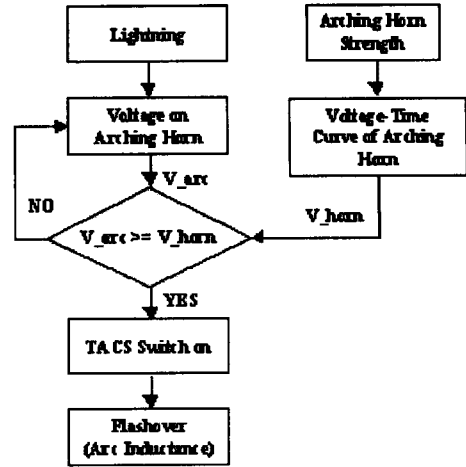 Lightning
Arching Horn
Strength
Voltage on
Arching Horn
Voltage-Time
Curve of Arching
Horn
V_arc
NO
V_horn
V_arc >= V_horn
YES
TACS Switch on
Flashover
(Arc Inductance)